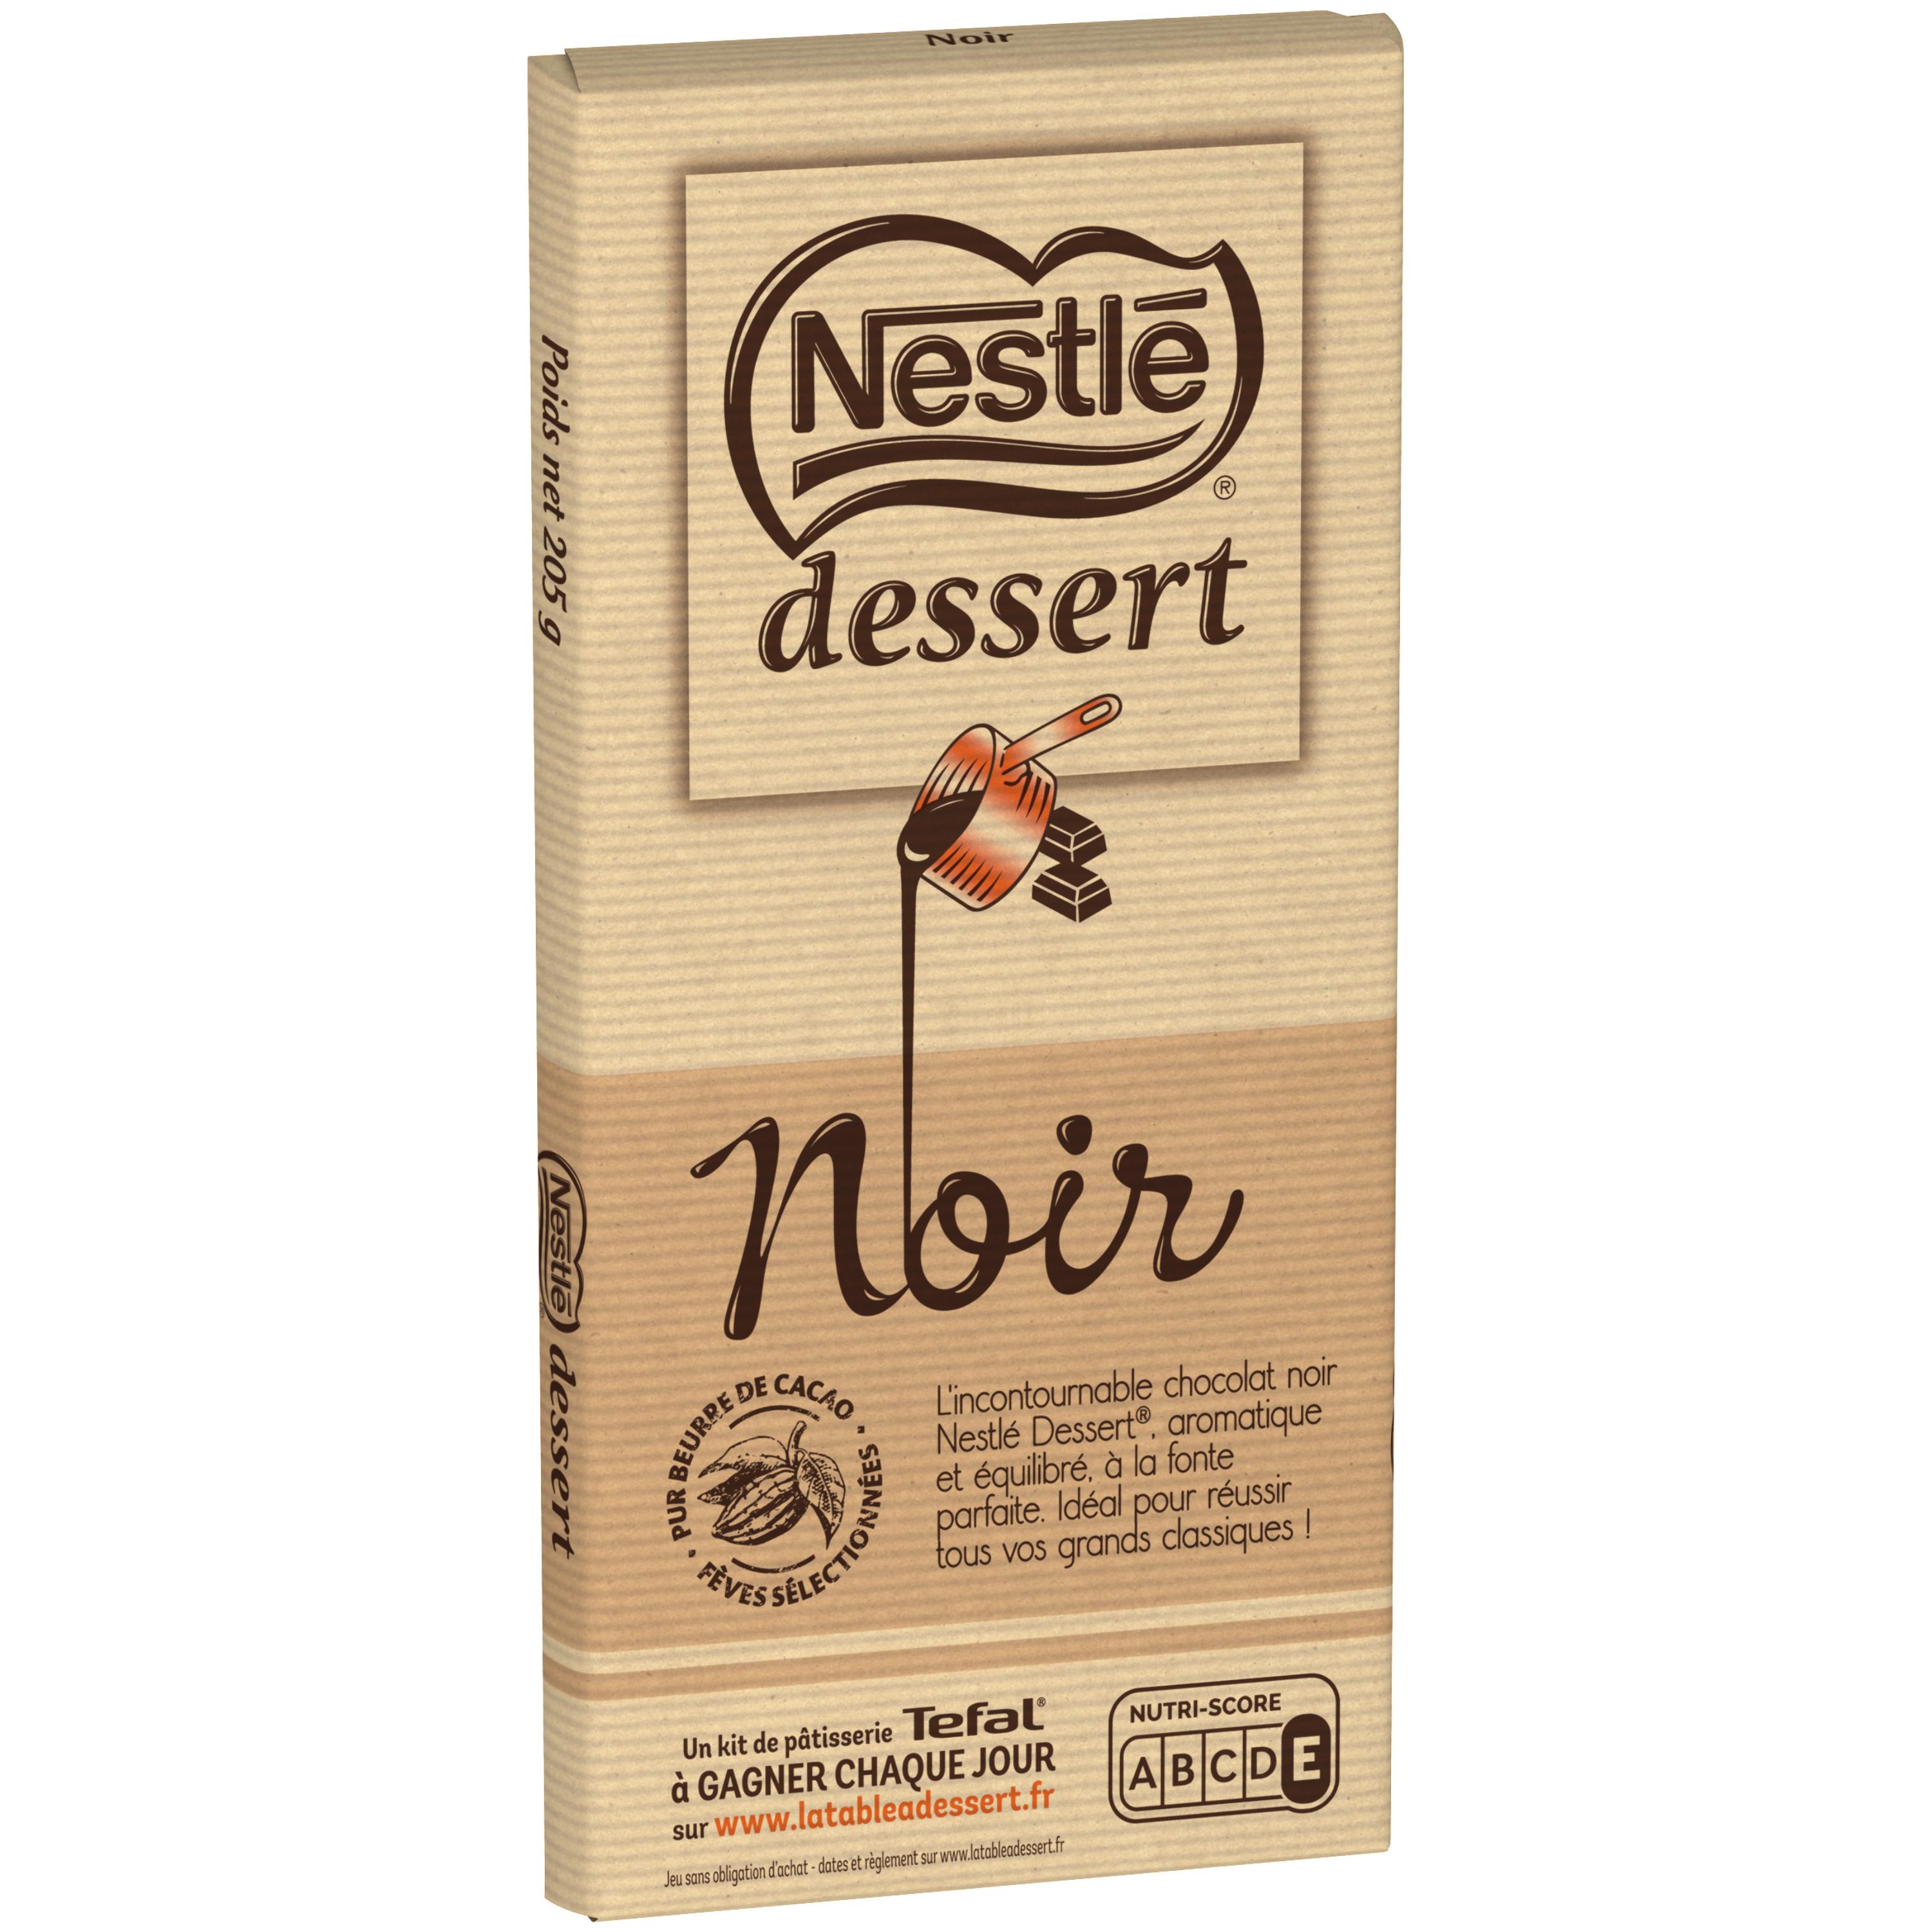 Noir
Nestlé
®
dessert
Noir
PUR BEURRE DE CACAO
FÈVES SÉLECTIONNÉES
L'incontournable chocolat noir
Nestlé Dessert®, aromatique
et équilibré, à la fonte
parfaite. Idéal pour réussir
tous vos grands classiques !
Un kit de pâtisserie Tefal®
à GAGNER CHAQUE JOUR
sur www.latableadessert.fr
Jeu sans obligation d'achat - dates et règlement sur www.latableadessert.fr
NUTRI-SCORE
A B C D E
Poids net 205 g
Nestlé® dessert